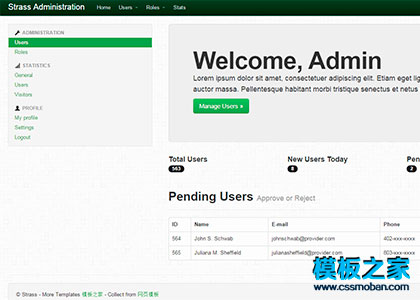 Strass Administration Home Users Roles Stats
ADMINISTRATION
Users
Roles
STATISTICS
General
Users
Visitors
PROFILE
My profile
Settings
Logout
Welcome, Admin
Lorem ipsum dolor sit amet, consectetuer adipiscing elit. Etiam eget
auctor massa. Pellentesque habitant morbi tristique senectus et netus
Manage Users »
Total Users New Users Today Pen
563 8 2
Pending Users Approve or Reject
ID Name E.mail Phone
564 John S. Schwab johnschwab@provider.com 402-xxx-xxxx
565 Juliana M. Sheffield julianasheffield@provider.com
模板之家
www.cssmoban.com
© Strass - More Templates 模板之家 - Collect from 网页模板